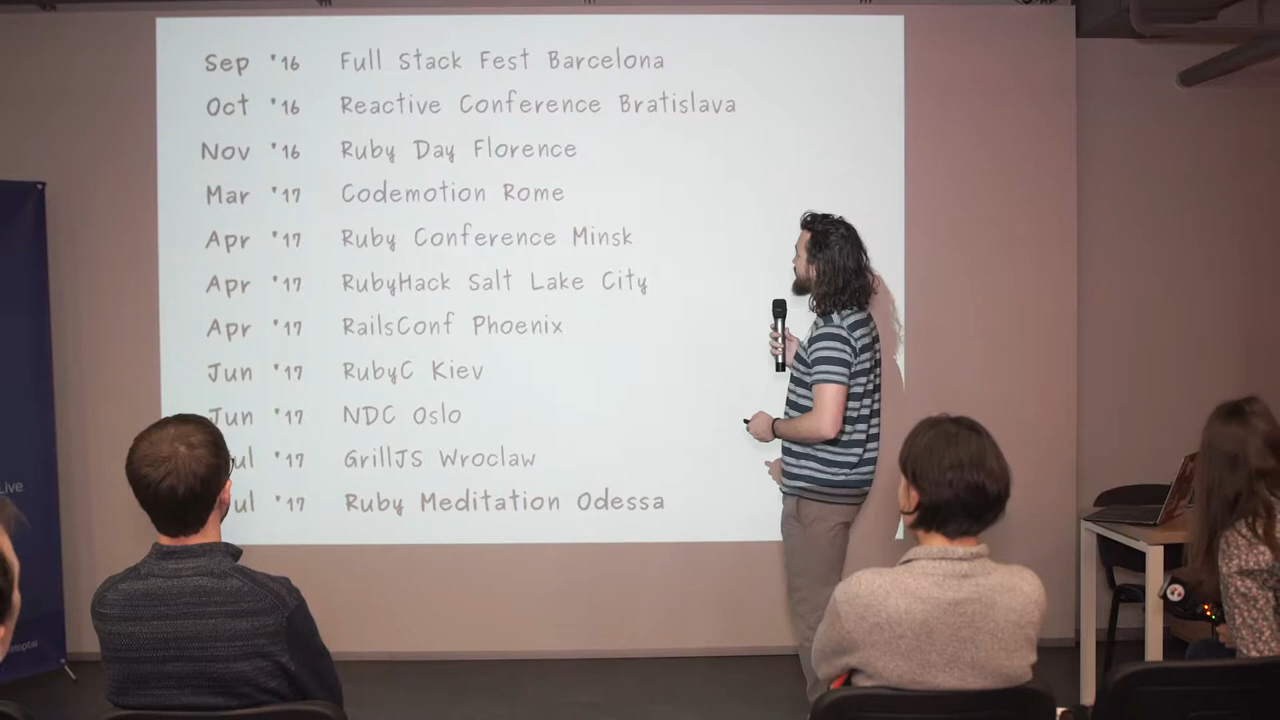 Sep '16 Full Stack Fest Barcelona
Oct '16 Reactive Conference Bratislava
Nov '16 Ruby Day Florence
Mar '17 Codemotion Rome
Apr '17 Ruby Conference Minsk
Apr '17 RubyHack Salt Lake City
Apr '17 RailsConf Phoenix
Jun '17 RubyC Kiev
Jun '17 NDC Oslo
ul '17 GrillJS Wroclaw
ul '17 Ruby Meditation Odessa
Live